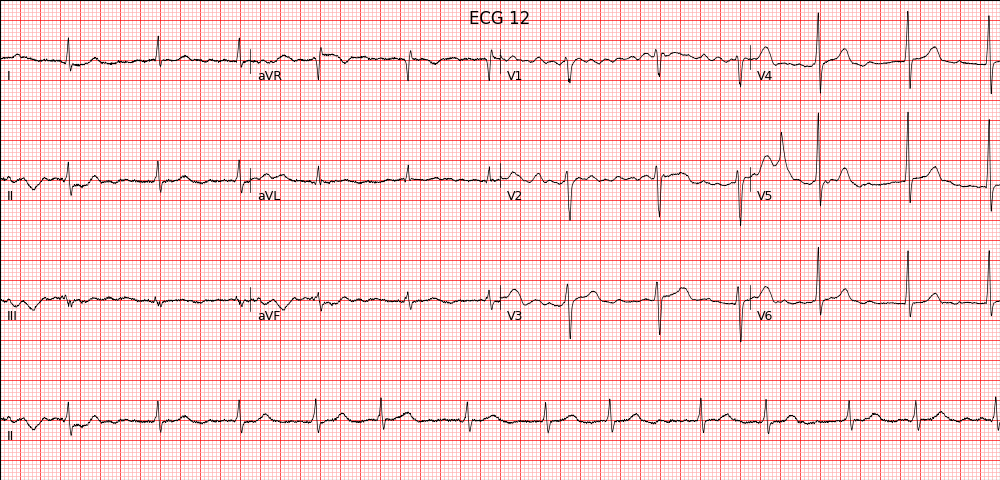 ECG 12
I aVR V1 V4
II aVL V2 V5
III aVF V3 V6
II